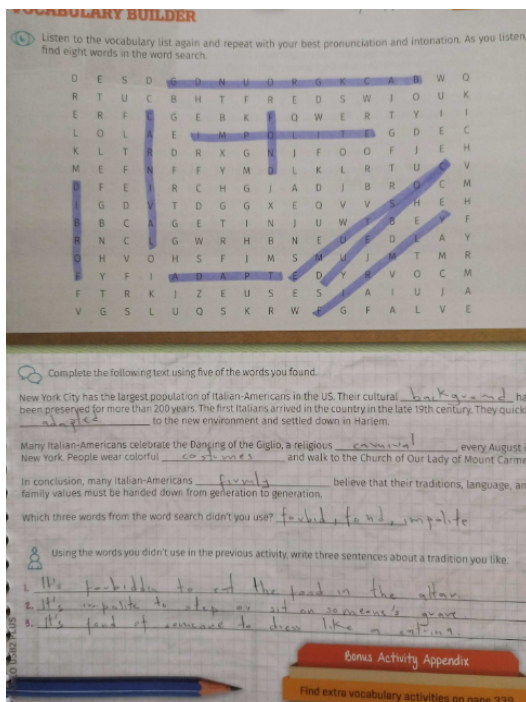 VOCABULARY BUILDER
Listen to the vocabulary list again and repeat with your best pronunciation and intonation. As you listen
find eight words in the word search.
D E S D G D N U O R G K C A B W Q
R T U C B H T F R E D S W J O U K
E R F C G E B K F Q W E R T Y I I
L O L A E I M P O L I T E G D E C
K L T R D R X G N J F O O F J E H
M E F N F F Y M D L K L R T U C V
D F E I R C H G J A D J B R O C M
I G D V T D G G X E Q V V S H E H
B B C A G E T I N J U W T B E Y F
R N C L G W R H B N E U E D E A Y
O H V O H S F J M S M U J M T M R
F Y F I A D A P T E D Y R V O C M
F T R K J Z E U S E S I A I U J A
V G S L U Q S K R W F G F A L V E
Complete the following text using five of the words you found.
New York City has the largest population of Italian-Americans in the US. Their cultural background ha
been preserved for more than 200 years. The first Italians arrived in the country in the late 19th century. They quick
adapted to the new environment and settled down in Harlem.
Many Italian-Americans celebrate the Dancing of the Giglio, a religious carnival every August
New York. People wear colorful costumes and walk to the Church of Our Lady of Mount Carme
In conclusion, many Italian-Americans firmly believe that their traditions, language, an
family values must be handed down from generation to generation.
Which three words from the word search didn't you use? forbid, fond, impolite
Using the words you didn't use in the previous activity, write three sentences about a tradition you like.
1. It's forbiddin to eat the food in the altar
2. It's impolite to step or sit on someone's grave
3. It's fond of someone to dress like a catrina
Bonus Activity Appendix
Find extra vocabulary activities on page 229